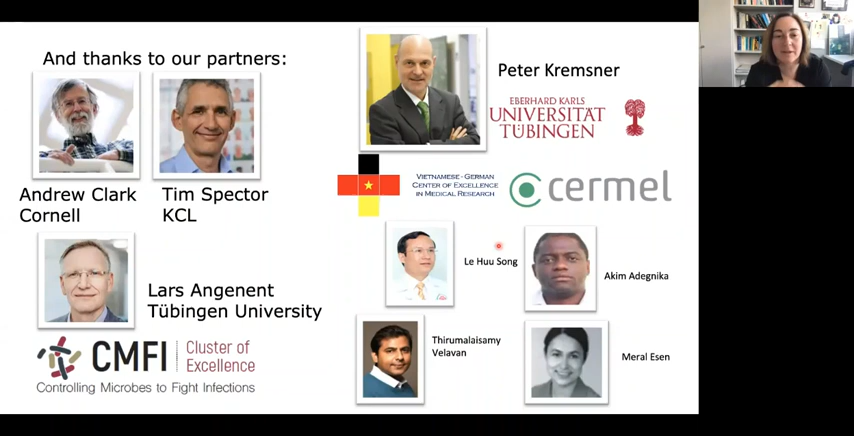 And thanks to our partners:
Andrew Clark
Cornell
Tim Spector
KCL
Lars Angenent
Tübingen University
CMFI
Cluster of
Excellence
Controlling Microbes to Fight Infections
Peter Kremsner
EBERHARD KARLS
UNIVERSITÄT
TÜBINGEN
VIETNAMESE - GERMAN
CENTER OF EXCELLENCE
IN MEDICAL RESEARCH
cermel
Le Huu Song
Akim Adegnika
Thirumalaisamy
Velavan
Meral Esen